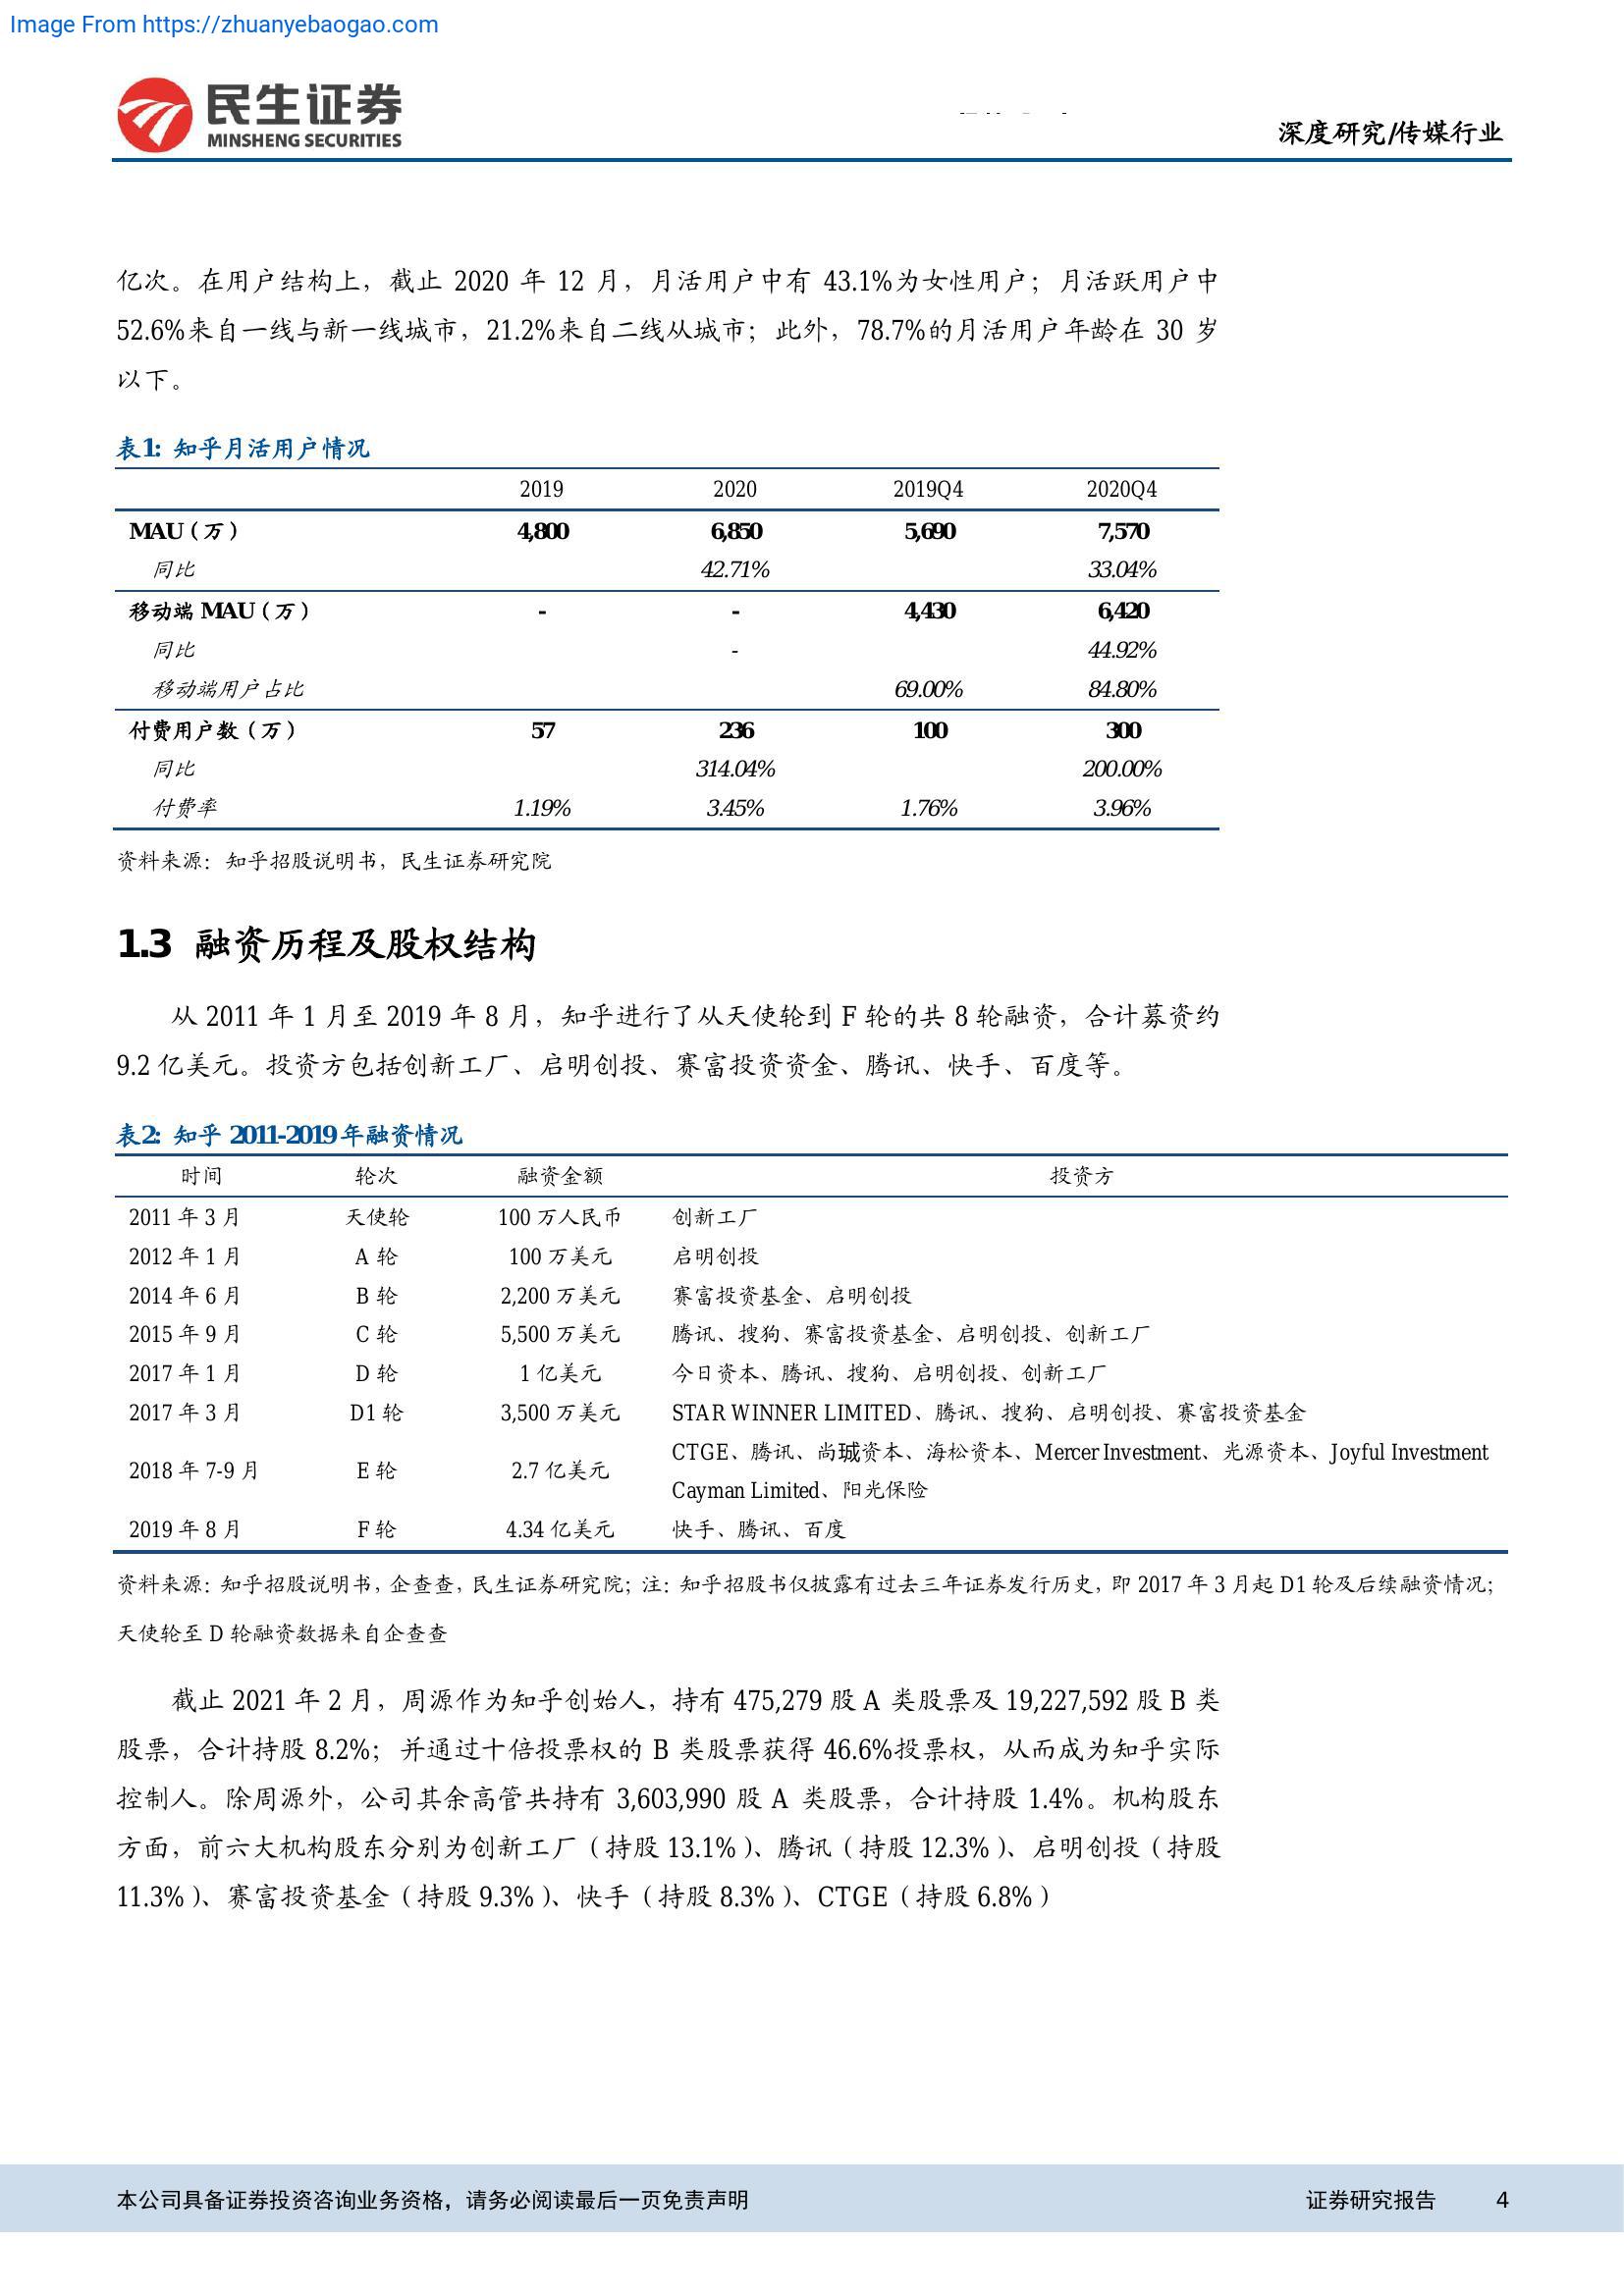 Image From https://zhuanyebaogao.com
民生证券
MINSHENG SECURITIES
深度研究/传媒行业
亿次。在用户结构上，截止 2020 年 12 月，月活用户中有 43.1%为女性用户；月活跃用户中
52.6%来自一线与新一线城市，21.2%来自二线从城市；此外，78.7%的月活用户年龄在 30 岁
以下。
表1: 知乎月活用户情况
2019 2020 2019Q4 2020Q4
MAU（万） 4,800 6,850 5,690 7,570
同比 42.71% 33.04%
移动端 MAU（万） - - 4,430 6,420
同比 - 44.92%
移动端用户占比 69.00% 84.80%
付费用户数（万） 57 236 100 300
同比 314.04% 200.00%
付费率 1.19% 3.45% 1.76% 3.96%
资料来源：知乎招股说明书，民生证券研究院
1.3 融资历程及股权结构
从 2011 年 1 月至 2019 年 8 月，知乎进行了从天使轮到 F 轮的共 8 轮融资，合计募资约
9.2 亿美元。投资方包括创新工厂、启明创投、赛富投资资金、腾讯、快手、百度等。
表2: 知乎 2011-2019 年融资情况
时间 轮次 融资金额 投资方
2011 年 3 月 天使轮 100 万人民币 创新工厂
2012 年 1 月 A 轮 100 万美元 启明创投
2014 年 6 月 B 轮 2,200 万美元 赛富投资基金、启明创投
2015 年 9 月 C 轮 5,500 万美元 腾讯、搜狗、赛富投资基金、启明创投、创新工厂
2017 年 1 月 D 轮 1 亿美元 今日资本、腾讯、搜狗、启明创投、创新工厂
2017 年 3 月 D1 轮 3,500 万美元 STAR WINNER LIMITED、腾讯、搜狗、启明创投、赛富投资基金
2018 年 7-9 月 E 轮 2.7 亿美元 CTGE、腾讯、尚珹资本、海松资本、Mercer Investment、光源资本、Joyful Investment
Cayman Limited、阳光保险
2019 年 8 月 F 轮 4.34 亿美元 快手、腾讯、百度
资料来源：知乎招股说明书，企查查，民生证券研究院；注：知乎招股书仅披露有过去三年证券发行历史，即 2017 年 3 月起 D1 轮及后续融资情况；
天使轮至 D 轮融资数据来自企查查
截止 2021 年 2 月，周源作为知乎创始人，持有 475,279 股 A 类股票及 19,227,592 股 B 类
股票，合计持股 8.2%；并通过十倍投票权的 B 类股票获得 46.6%投票权，从而成为知乎实际
控制人。除周源外，公司其余高管共持有 3,603,990 股 A 类股票，合计持股 1.4%。机构股东
方面，前六大机构股东分别为创新工厂（持股 13.1%）、腾讯（持股 12.3%）、启明创投（持股
11.3%）、赛富投资基金（持股 9.3%）、快手（持股 8.3%）、CTGE（持股 6.8%）
本公司具备证券投资咨询业务资格，请务必阅读最后一页免责声明 证券研究报告 4